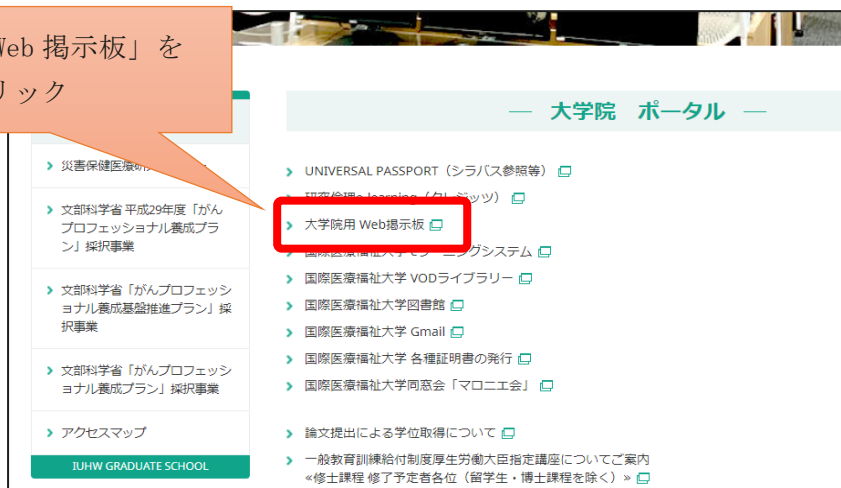 Web 掲示板」を
リック
大学院 ポータル
災害保健医療研
文部科学省 平成29年度「がん
プロフェッショナル養成プラ
ン」採択事業
文部科学省「がんプロフェッシ
ョナル養成基盤推進プラン」採
択事業
文部科学省「がんプロフェッシ
ョナル養成プラン」採択事業
アクセスマップ
IUHW GRADUATE SCHOOL
UNIVERSAL PASSPORT（シラバス参照等）
研究倫理e-learning（クレジッツ）
大学院用 Web掲示板
国際医療福祉大学eラーニングシステム
国際医療福祉大学 VODライブラリー
国際医療福祉大学図書館
国際医療福祉大学 Gmail
国際医療福祉大学 各種証明書の発行
国際医療福祉大学同窓会「マロニエ会」
論文提出による学位取得について
一般教育訓練給付制度厚生労働大臣指定講座についてご案内
«修士課程 修了予定者各位（留学生・博士課程を除く）»